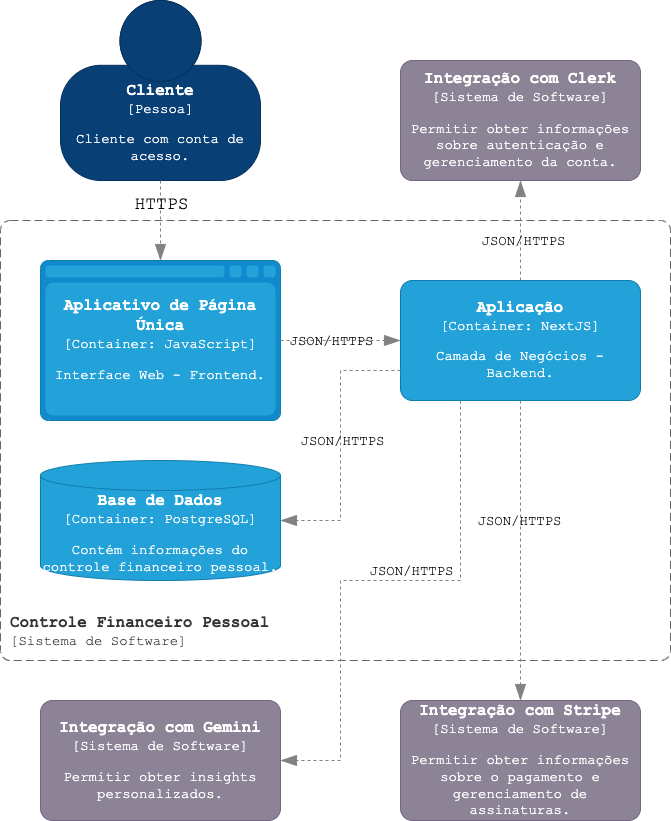 Cliente
[Pessoa]
Cliente com conta de
acesso.
Integração com Clerk
[Sistema de Software]
Permitir obter informações
sobre autenticação e
gerenciamento da conta.
HTTPS
JSON/HTTPS
Aplicativo de Página
Única
[Container: JavaScript]
Interface Web - Frontend.
JSON/HTTPS
Aplicação
[Container: NextJS]
Camada de Negócios -
Backend.
JSON/HTTPS
Base de Dados
[Container: PostgreSQL]
Contém informações do
controle financeiro pessoal.
JSON/HTTPS
JSON/HTTPS
Controle Financeiro Pessoal
[Sistema de Software]
Integração com Gemini
[Sistema de Software]
Permitir obter insights
personalizados.
Integração com Stripe
[Sistema de Software]
Permitir obter informações
sobre o pagamento e
gerenciamento de
assinaturas.